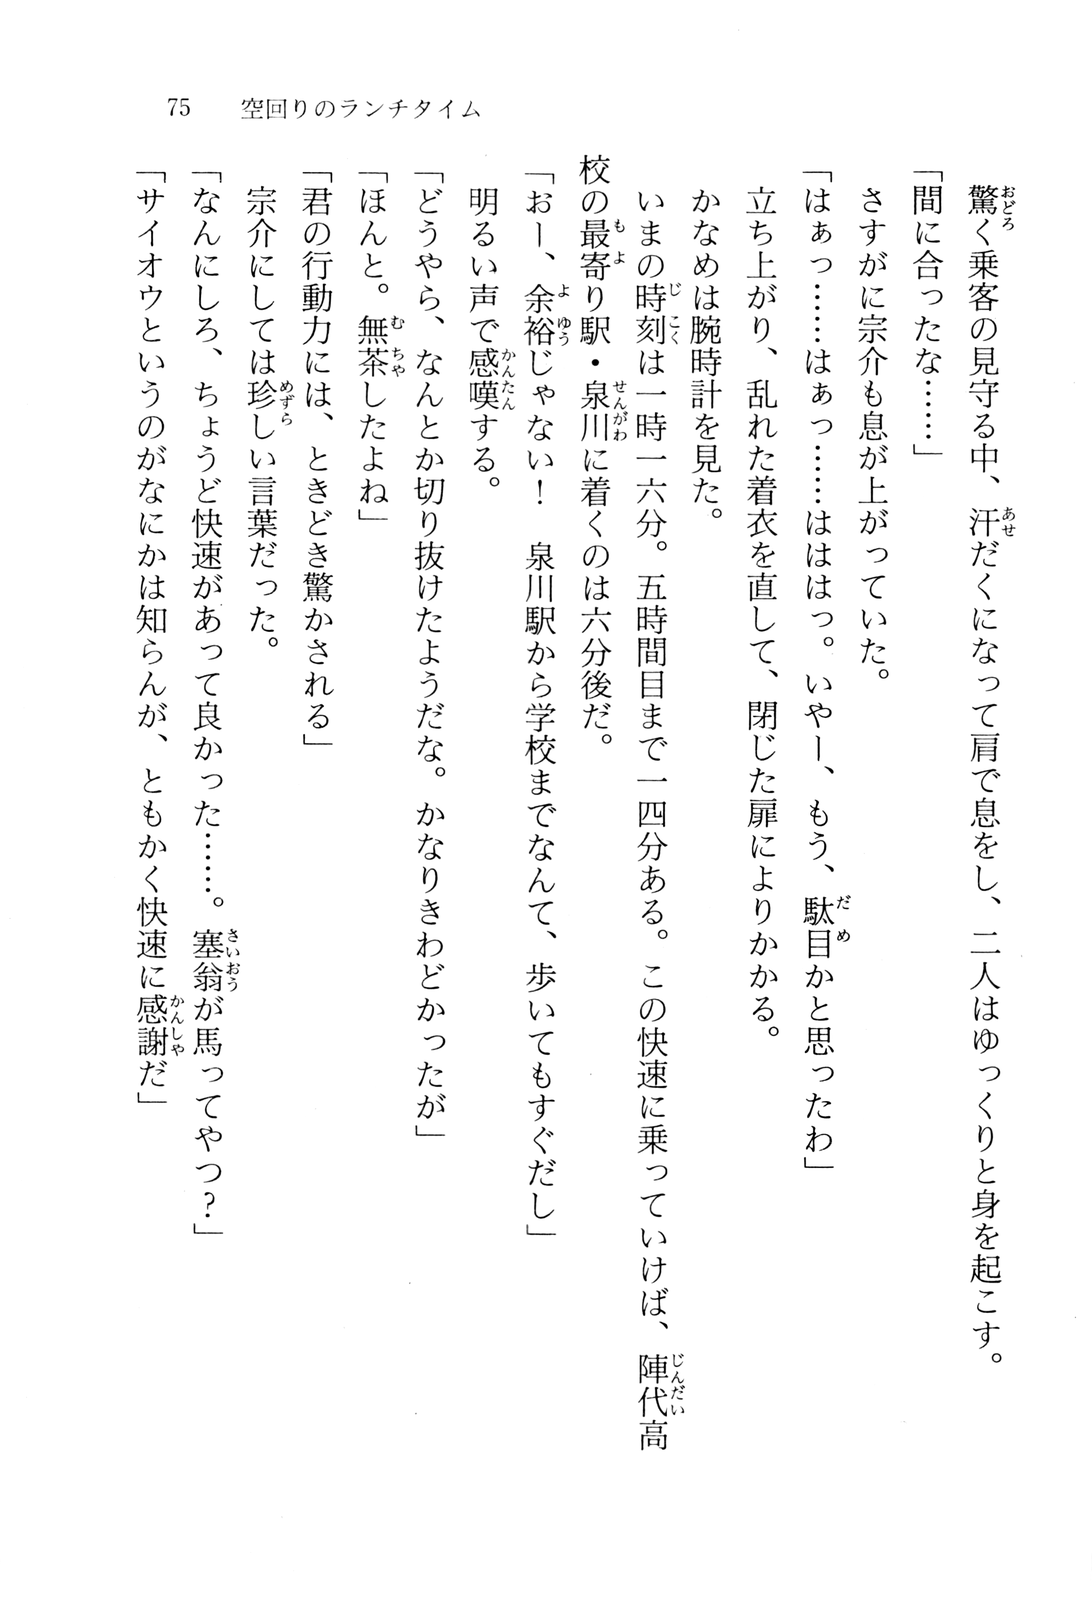 75　空回りのランチタイム
　驚く乗客の見守る中、汗だくになって肩で息をし、二人はゆっくりと身を起こす。
「間に合ったな……」
　さすがに宗介も息が上がっていた。
「はぁっ……はぁっ……はははっ。いやー、もう、駄目かと思ったわ」
　立ち上がり、乱れた着衣を直して、閉じた扉によりかかる。
　かなめは腕時計を見た。
　いまの時刻は一時一六分。五時間目まで一四分ある。この快速に乗っていけば、陣代高
校の最寄り駅・泉川に着くのは六分後だ。
「おー、余裕じゃない！　泉川駅から学校までなんて、歩いてもすぐだし」
　明るい声で感嘆する。
「どうやら、なんとか切り抜けたようだな。かなりきわどかったが」
「ほんと。無茶したよね」
「君の行動力には、ときどき驚かされる」
　宗介にしては珍しい言葉だった。
「なんにしろ、ちょうど快速があって良かった……。塞翁が馬ってやつ？」
「サイオウというのがなにかは知らんが、ともかく快速に感謝だ」